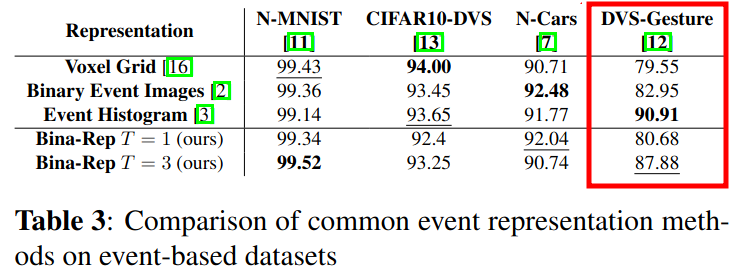 Representation N-MNIST CIFAR10-DVS N-Cars DVS-Gesture
[11] [13] [7] [12]
Voxel Grid [16 99.43 94.00 90.71 79.55
Binary Event Images [2 99.36 93.45 92.48 82.95
Event Histogram [3 99.14 93.65 91.77 90.91
Bina-Rep T = 1 (ours) 99.34 92.4 92.04 80.68
Bina-Rep T = 3 (ours) 99.52 93.25 90.74 87.88
Table 3: Comparison of common event representation meth-
ods on event-based datasets